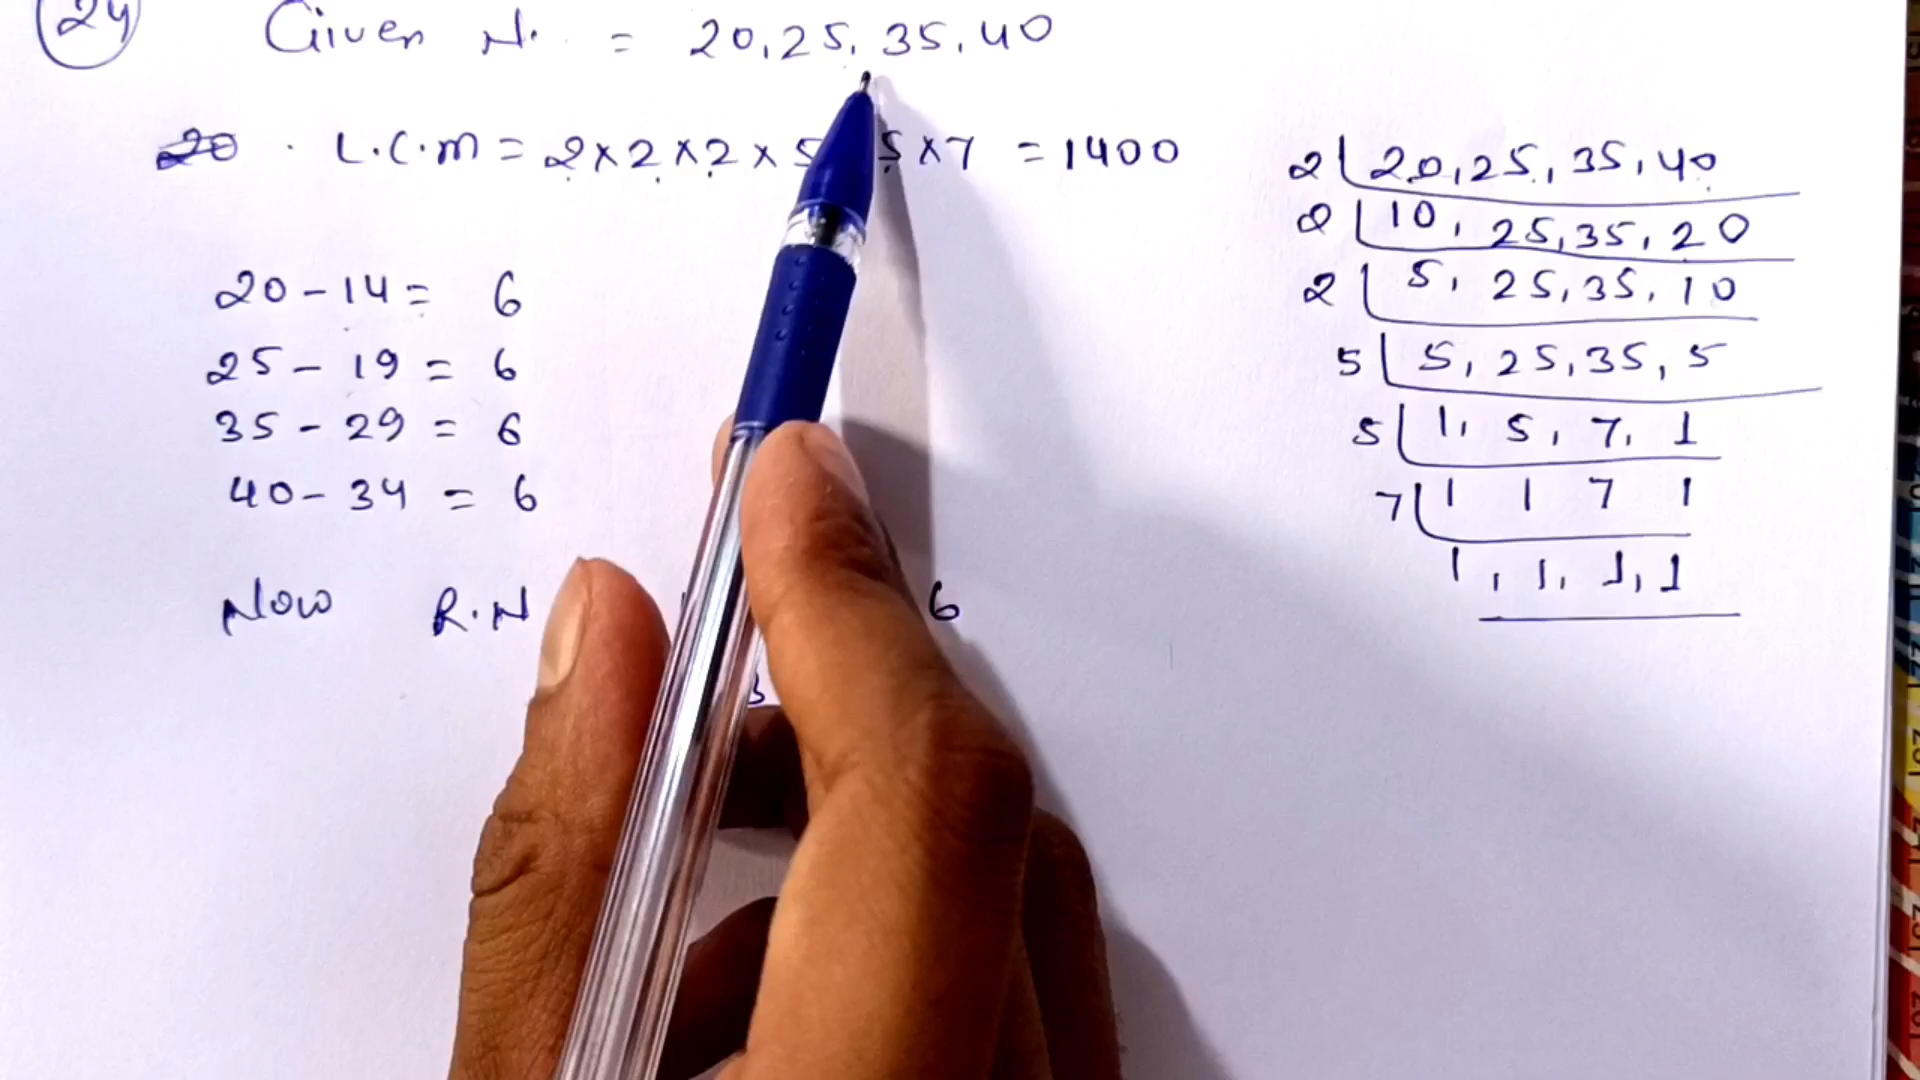 24 Given N. = 20,25,35,40
20 . L.C.M = 2×2×2×5 5×7 = 1400
20-14 = 6
25-19 = 6
35-29 = 6
40-34 = 6
Now R.N 6
2 20,25,35,40
2 10,25,35,20
2 5,25,35,10
5 5,25,35,5
5 1,5,7,1
7 1 1 7 1
1,1,1,1